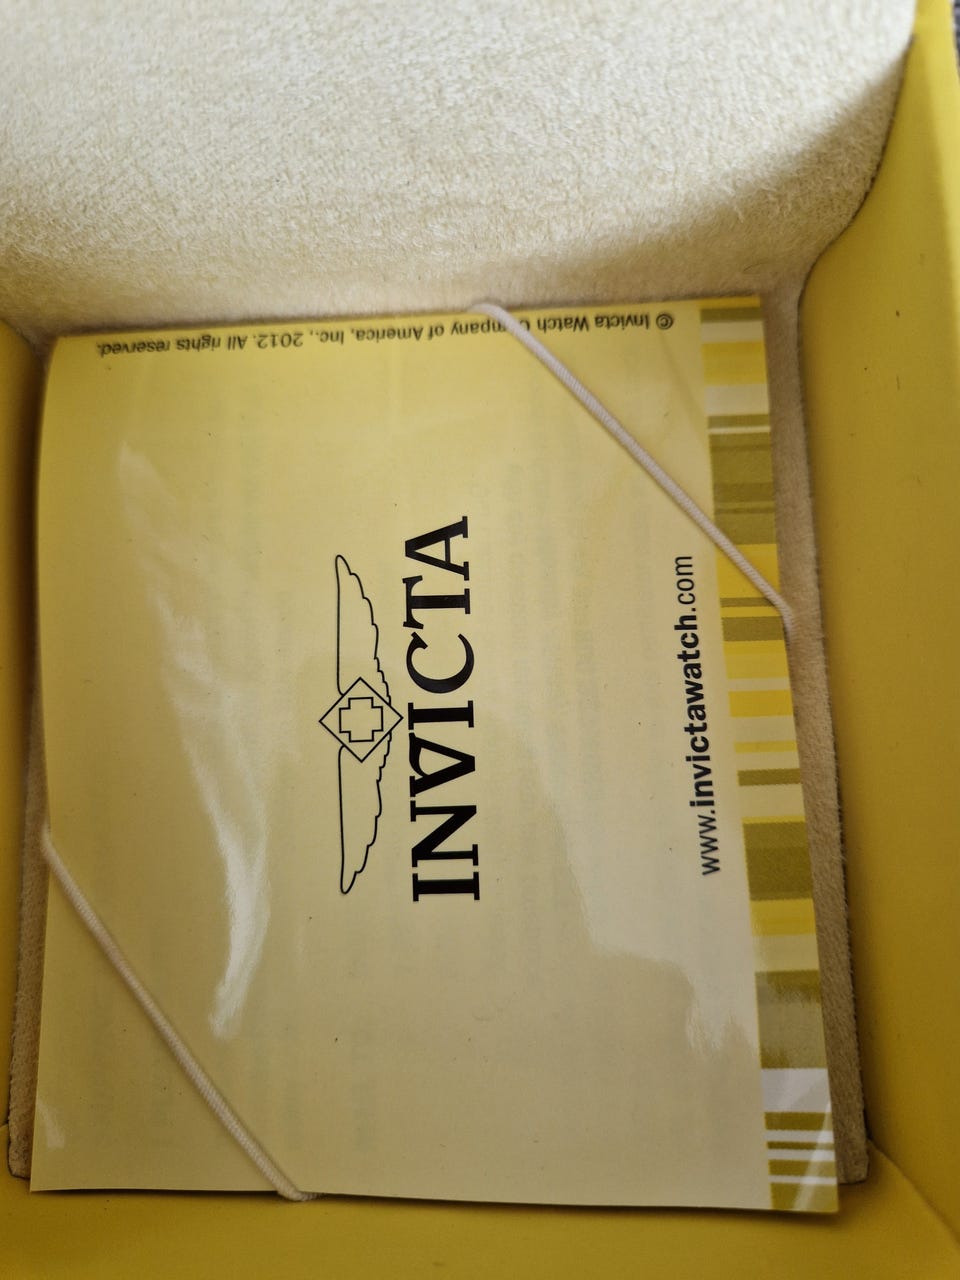 INVICTA
www.invictawatch.com
© Invicta Watch Company of America, Inc., 2012. All rights reserved.